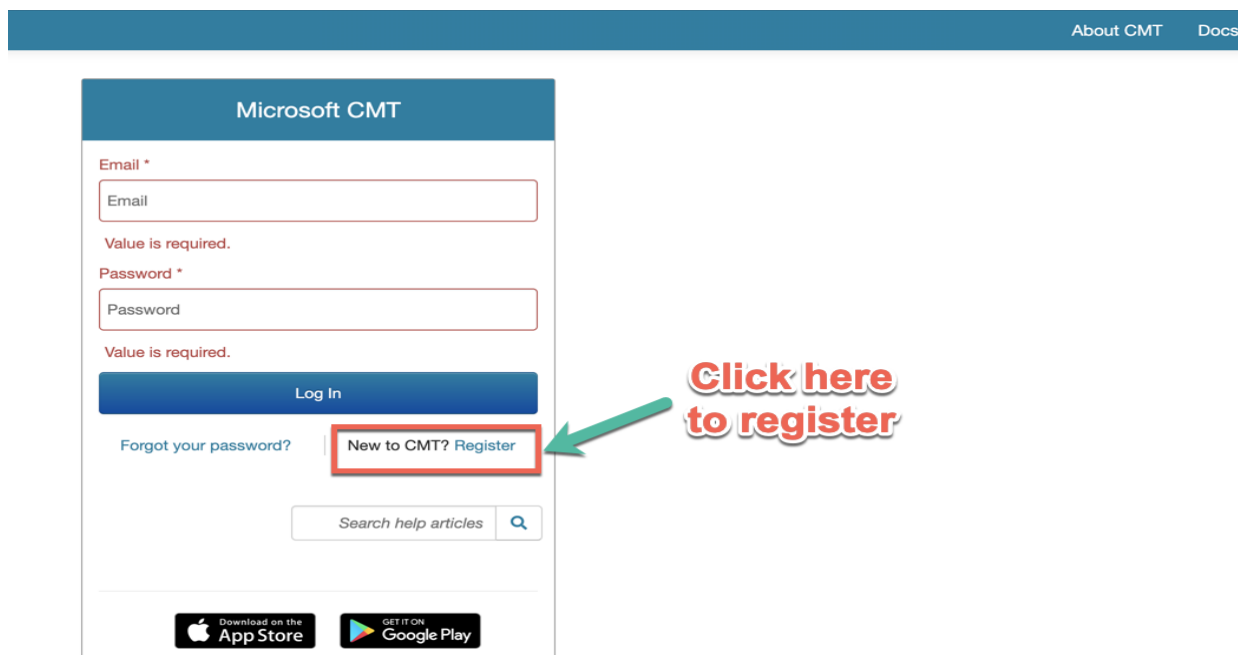 About CMT Docs
Microsoft CMT
Email *
Email
Value is required.
Password *
Password
Value is required.
Log In
Click here
to register
Forgot your password? New to CMT? Register
Search help articles
Download on the
App Store
GET IT ON
Google Play